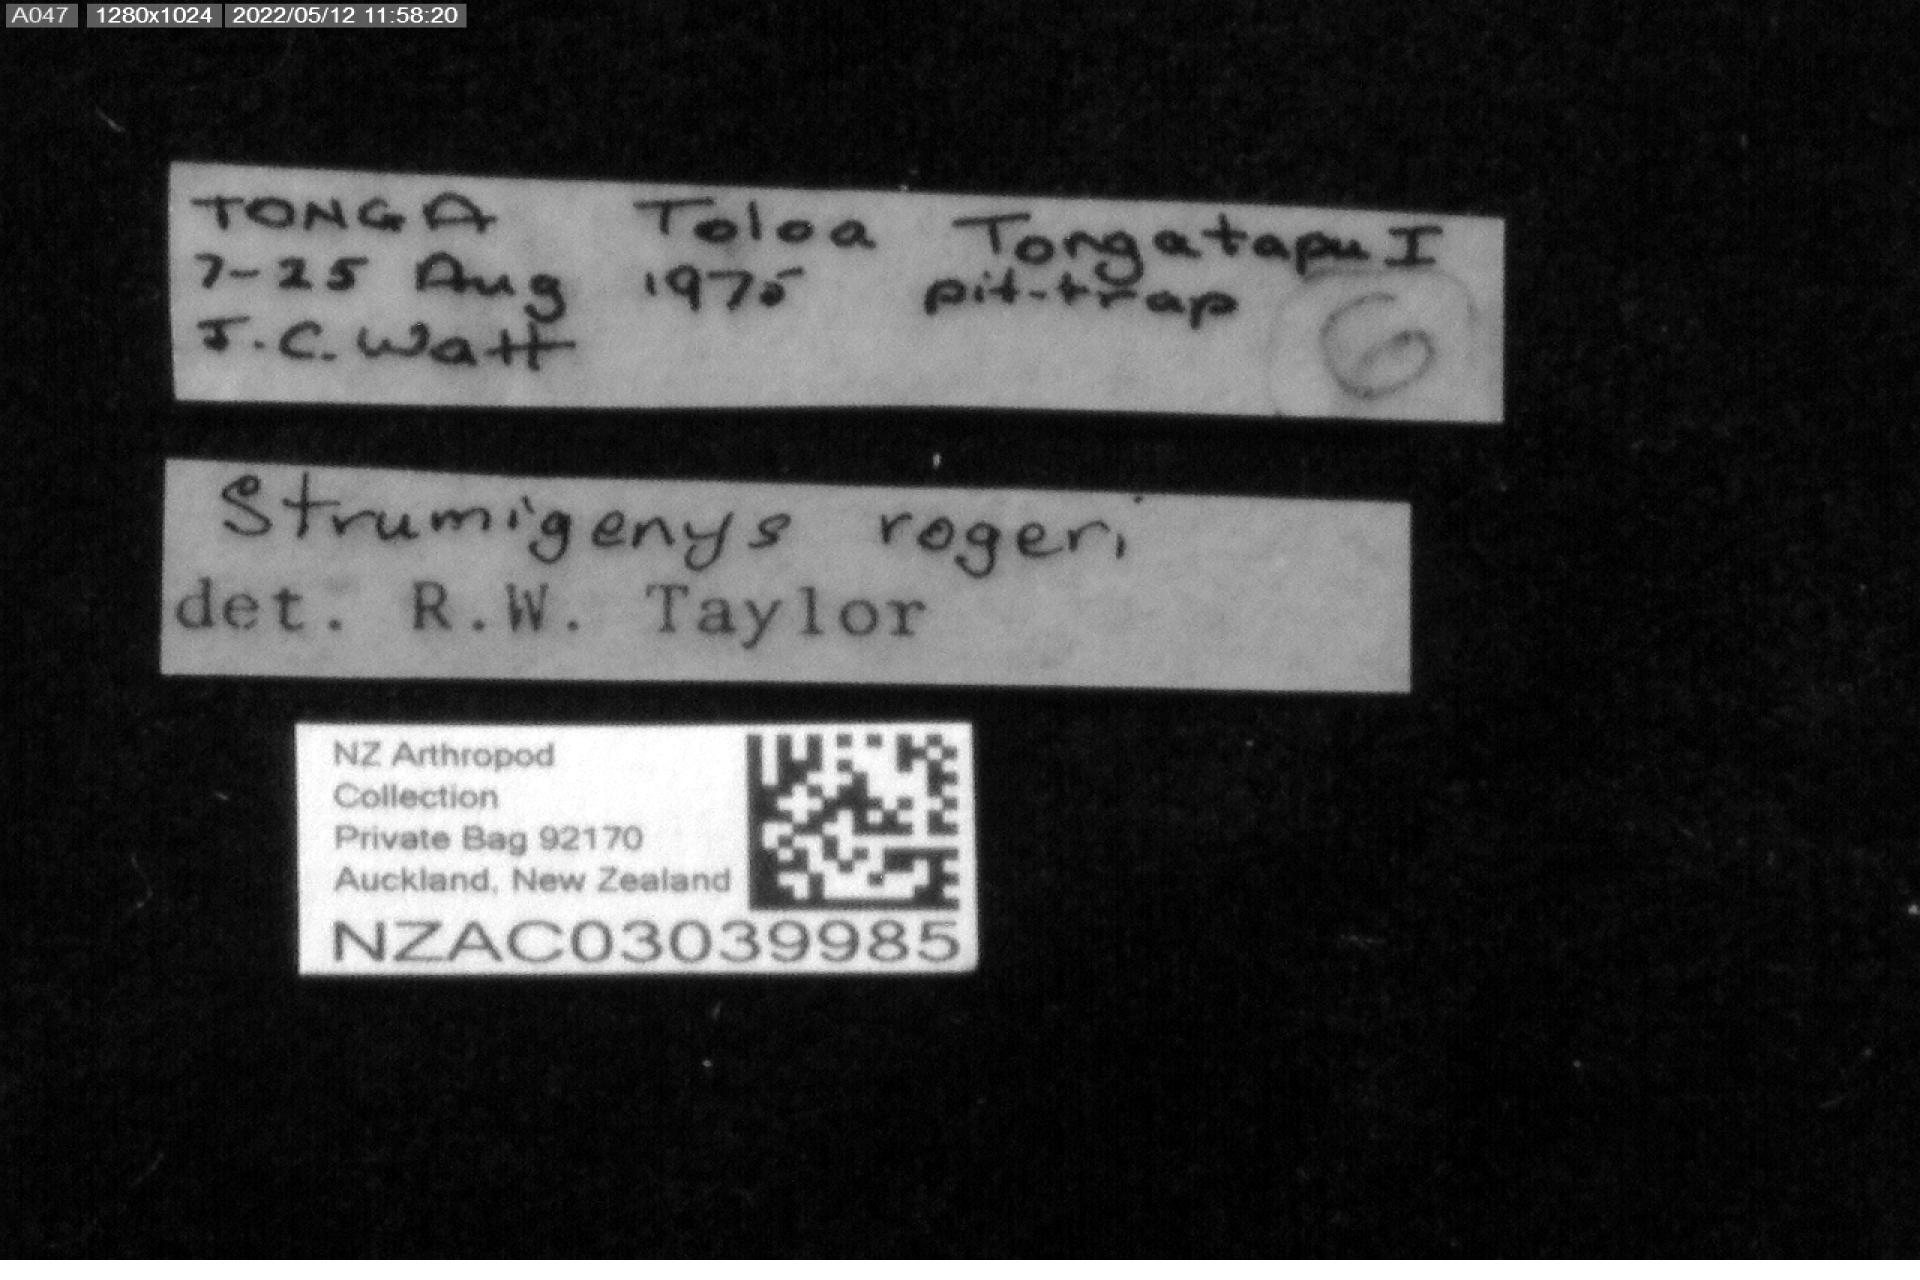 A047 1280x1024 2022/05/12 11:58:20
TONGA Toloa Tongatapu I
7-25 Aug 1975 pit-trap
J.C. Watt
6
Strumigenys rogeri
det. R.W. Taylor
NZ Arthropod
Collection
Private Bag 92170
Auckland, New Zealand
NZAC03039985